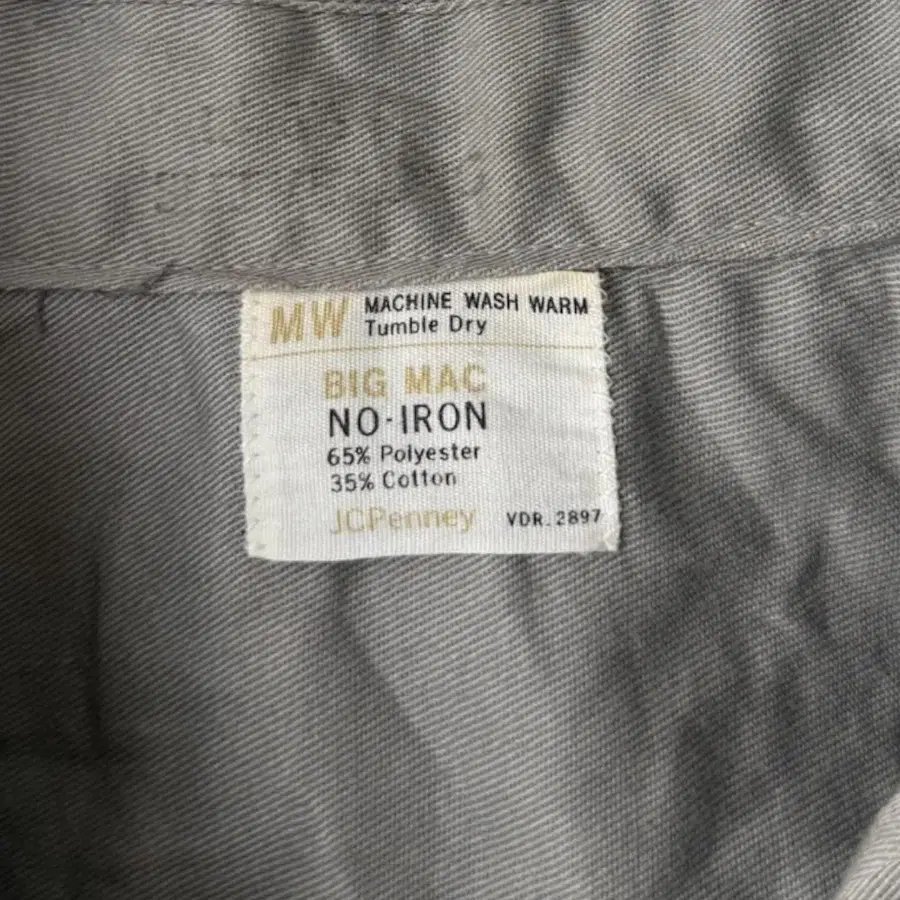 MW MACHINE WASH WARM
Tumble Dry
BIG MAC
NO-IRON
65% Polyester
35% Cotton
JCPenney VDR. 2897